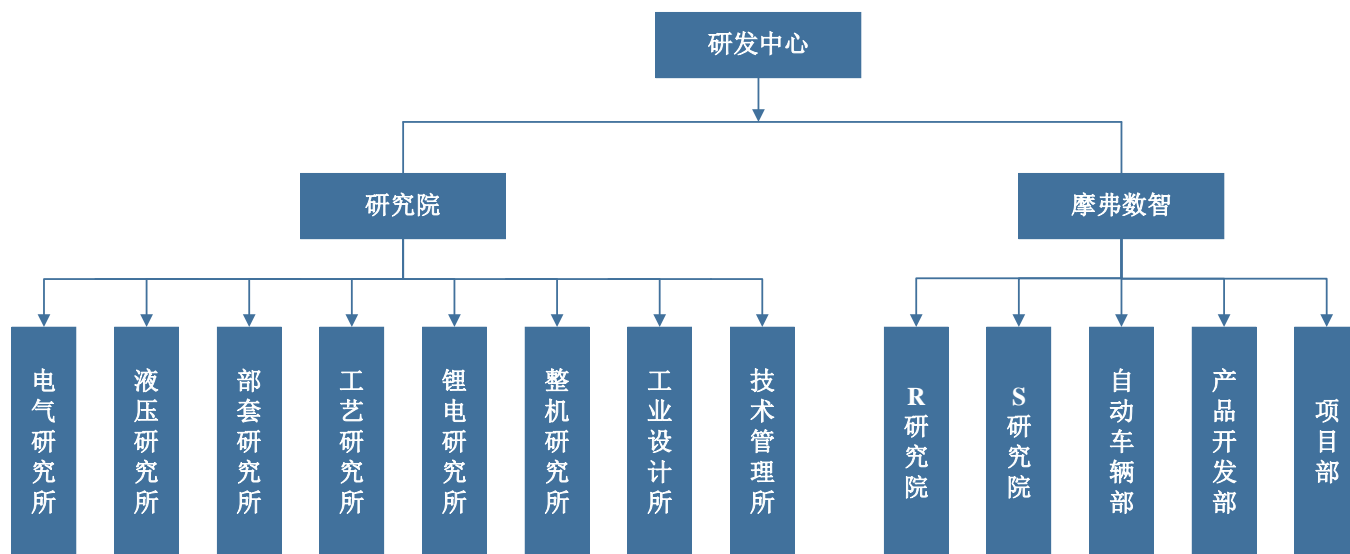 研发中心
研究院
摩弗数智
电气研究所
液压研究所
部套研究所
工艺研究所
锂电研究所
整机研究所
工业设计所
技术管理所
R研究院
S研究院
自动车辆部
产品开发部
项目部